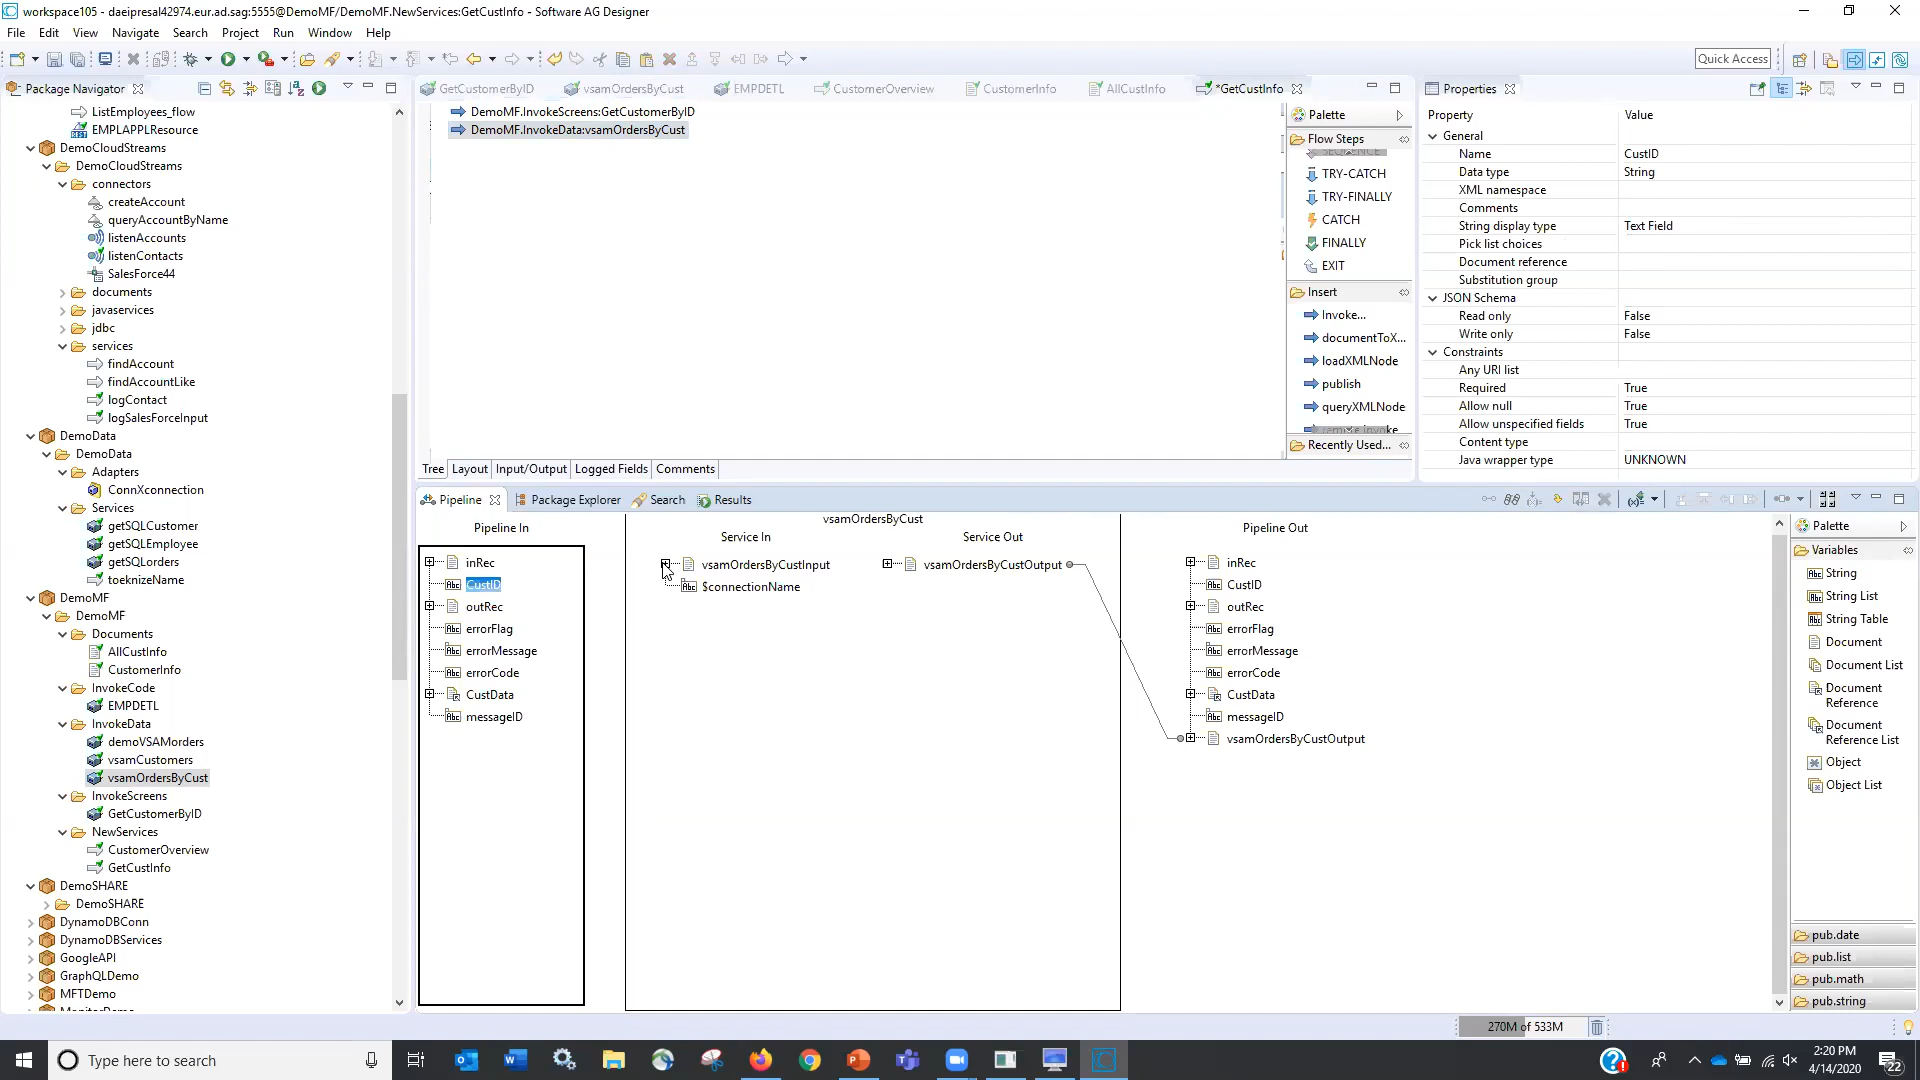 workspace105 - daeipresal42974.eur.ad.sag:5555@DemoMF/DemoMF.NewServices:GetCustInfo - Software AG Designer
File Edit View Navigate Search Project Run Window Help
Quick Access
Package Navigator
ListEmployees_flow
EMPLAPPLResource
DemoCloudStreams
DemoCloudStreams
connectors
createAccount
queryAccountByName
listenAccounts
listenContacts
SalesForce44
documents
javaservices
jdbc
services
findAccount
findAccountLike
logContact
logSalesForceInput
DemoData
DemoData
Adapters
ConnXconnection
Services
getSQLCustomer
getSQLEmployee
getSQLorders
toeknizeName
DemoMF
DemoMF
Documents
AllCustInfo
CustomerInfo
InvokeCode
EMPDETL
InvokeData
demoVSAMorders
vsamCustomers
vsamOrdersByCust
InvokeScreens
GetCustomerByID
NewServices
CustomerOverview
GetCustInfo
DemoSHARE
DemoSHARE
DynamoDBConn
DynamoDBServices
GoogleAPI
GraphQLDemo
MFTDemo
MonitorDemo
GetCustomerByID vsamOrdersByCust EMPDETL CustomerOverview CustomerInfo AllCustInfo *GetCustInfo
DemoMF.InvokeScreens:GetCustomerByID
DemoMF.InvokeData:vsamOrdersByCust
Tree Layout Input/Output Logged Fields Comments
Palette
Flow Steps
SEQUENCE
TRY-CATCH
TRY-FINALLY
CATCH
FINALLY
EXIT
Insert
Invoke...
documentToX...
loadXMLNode
publish
queryXMLNode
Recently Used...
Properties
Property Value
General
Name CustID
Data type String
XML namespace
Comments
String display type Text Field
Pick list choices
Document reference
Substitution group
JSON Schema
Read only False
Write only False
Constraints
Any URI list
Required True
Allow null True
Allow unspecified fields True
Content type
Java wrapper type UNKNOWN
Pipeline Package Explorer Search Results
Pipeline In
inRec
CustID
outRec
errorFlag
errorMessage
errorCode
CustData
messageID
vsamOrdersByCust
Service In Service Out
vsamOrdersByCustInput vsamOrdersByCustOutput
$connectionName
Pipeline Out
inRec
CustID
outRec
errorFlag
errorMessage
errorCode
CustData
messageID
vsamOrdersByCustOutput
Palette
Variables
String
String List
String Table
Document
Document List
Document
Reference
Document
Reference List
Object
Object List
pub.date
pub.list
pub.math
pub.string
270M of 533M
Type here to search
2:20 PM
4/14/2020
22